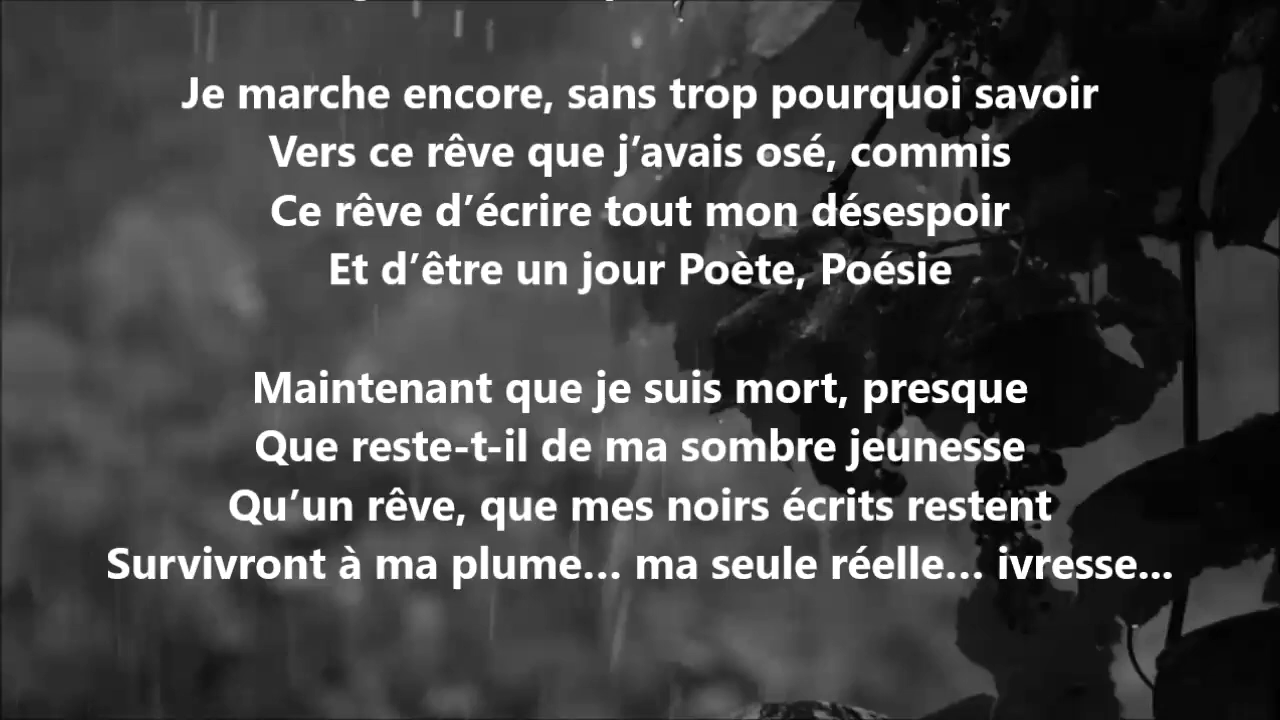 Je marche encore, sans trop pourquoi savoir
Vers ce rêve que j’avais osé, commis
Ce rêve d’écrire tout mon désespoir
Et d’être un jour Poète, Poésie
Maintenant que je suis mort, presque
Que reste-t-il de ma sombre jeunesse
Qu’un rêve, que mes noirs écrits restent
Survivront à ma plume... ma seule réelle... ivresse...